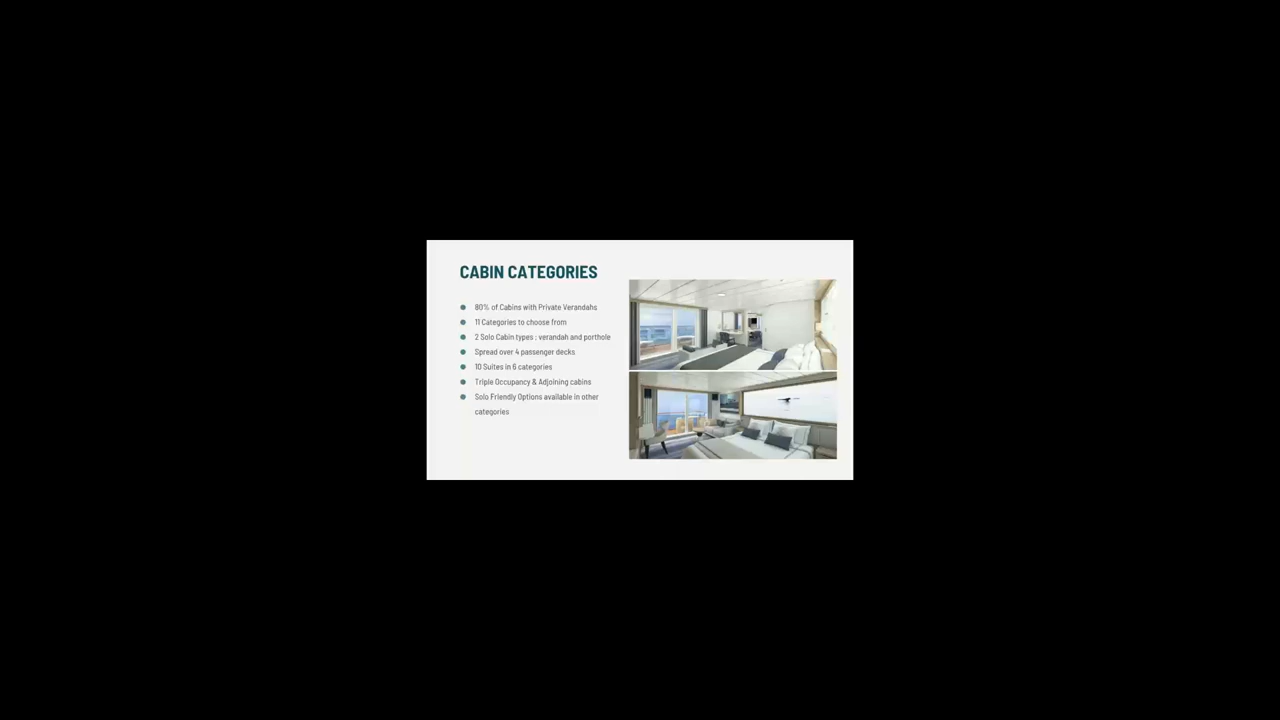 CABIN CATEGORIES
80% of Cabins with Private Verandahs
11 Categories to choose from
2 Solo Cabin types : verandah and porthole
Spread over 4 passenger decks
10 Suites in 6 categories
Triple Occupancy & Adjoining cabins
Solo Friendly Options available in other
categories